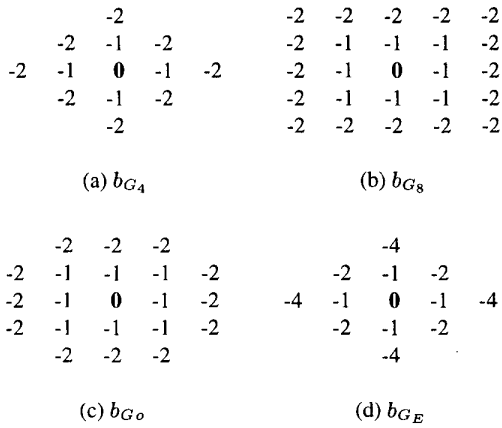 -2 -2 -2 -2 -2 -2
-2 -1 -2 -2 -1 -1 -1 -2
-2 -1 0 -1 -2 -2 -1 0 -1 -2
-2 -1 -2 -2 -1 -1 -1 -2
-2 -2 -2 -2 -2 -2
(a) b_{G_4} (b) b_{G_8}
-2 -2 -2 -4
-2 -1 -1 -1 -2 -2 -1 -2
-2 -1 0 -1 -2 -4 -1 0 -1 -4
-2 -1 -1 -1 -2 -2 -1 -2
-2 -2 -2 -4
(c) b_{Go} (d) b_{G_E}